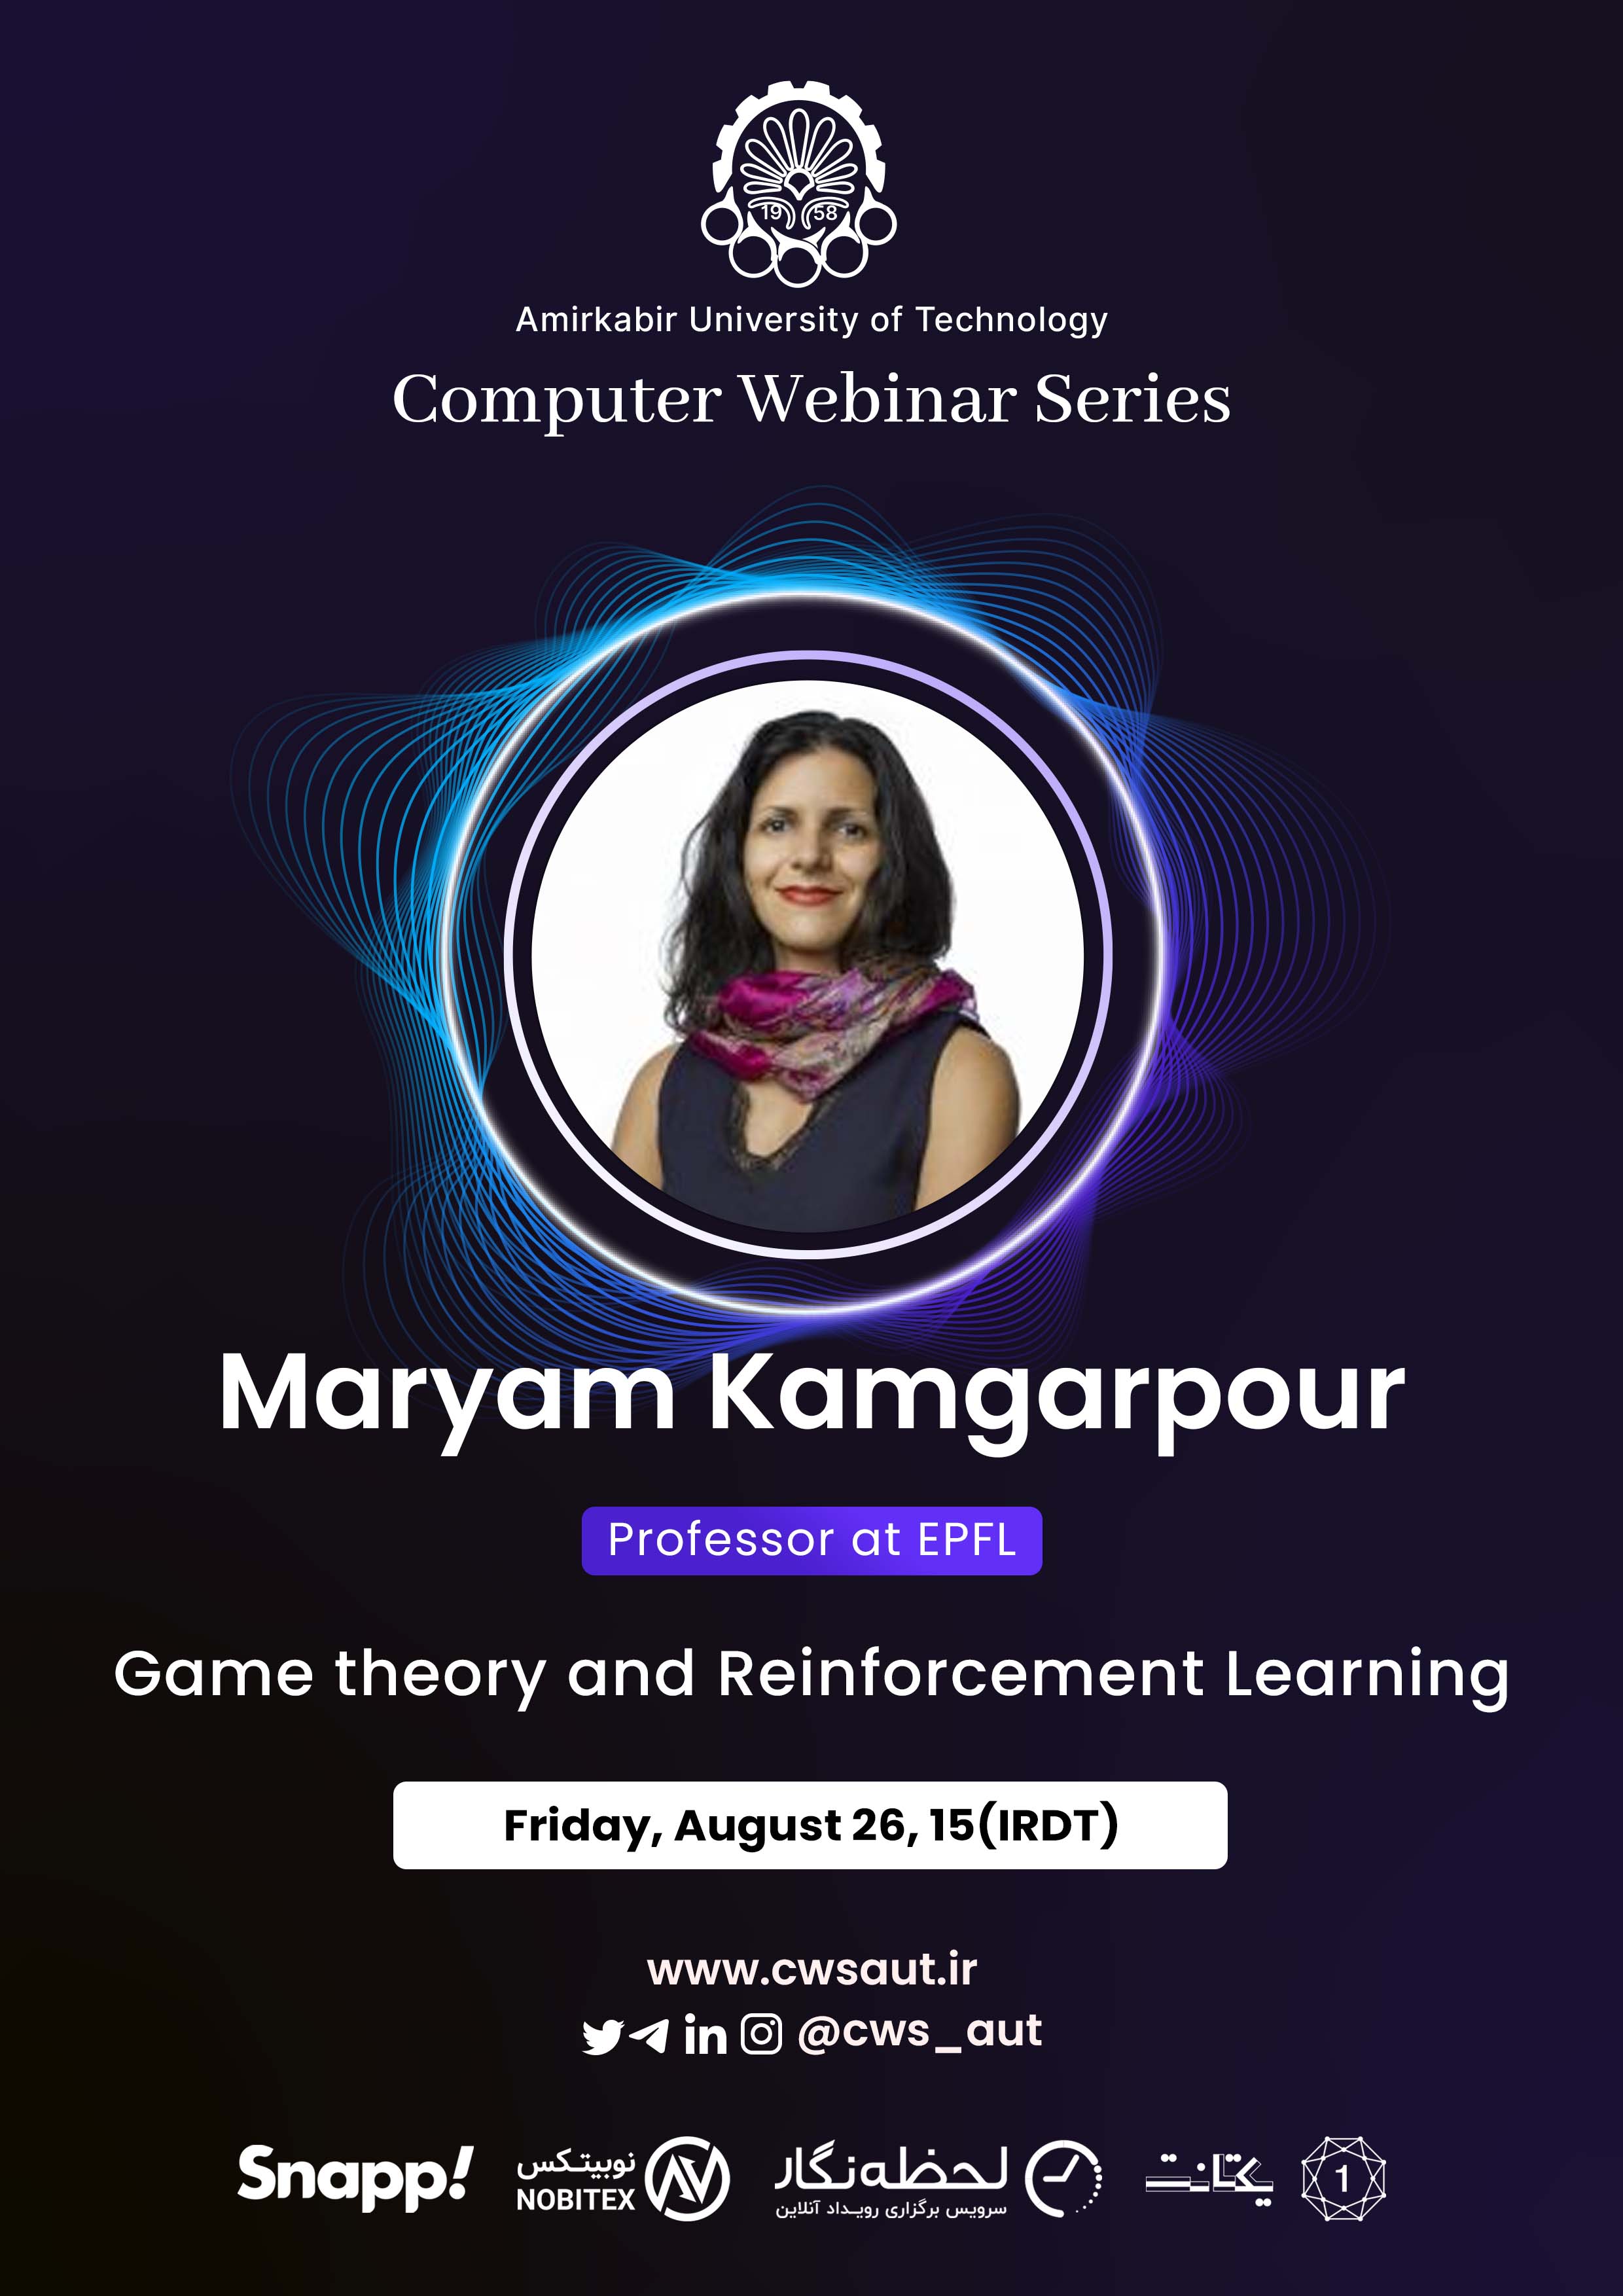 19 58
Amirkabir University of Technology
Computer Webinar Series
Maryam Kamgarpour
Professor at EPFL
Game theory and Reinforcement Learning
Friday, August 26, 15(IRDT)
www.cwsaut.ir
in @cws_aut
Snapp!
نوبیتکس
NOBITEX
لحظه‌نگار
سرویس برگزاری رویداد آنلاین
یکتانت
1